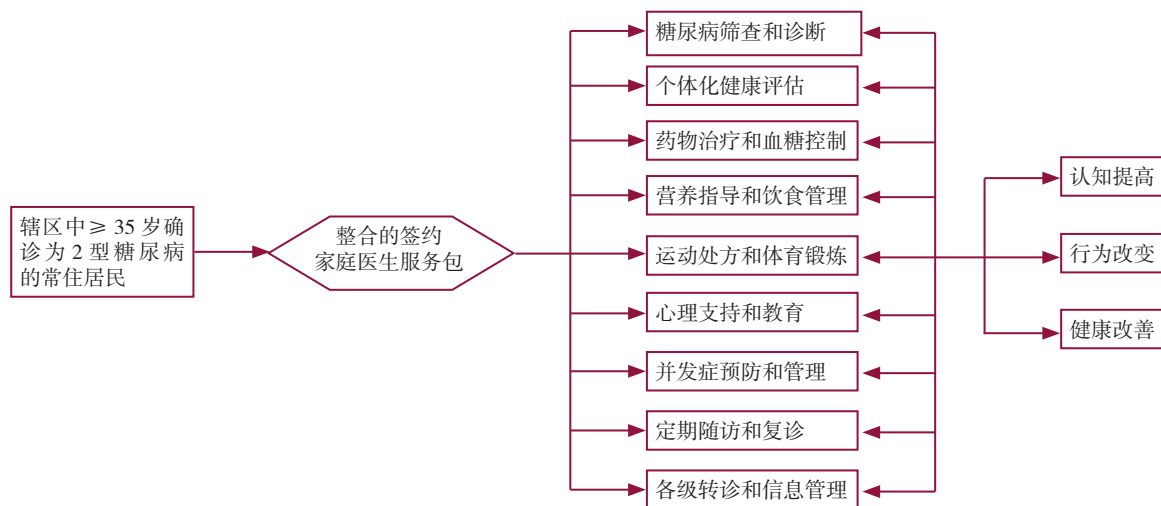 辖区中≥ 35 岁确
诊为 2 型糖尿病
的常住居民
整合的签约
家庭医生服务包
糖尿病筛查和诊断
个体化健康评估
药物治疗和血糖控制
营养指导和饮食管理
运动处方和体育锻炼
心理支持和教育
并发症预防和管理
定期随访和复诊
各级转诊和信息管理
认知提高
行为改变
健康改善